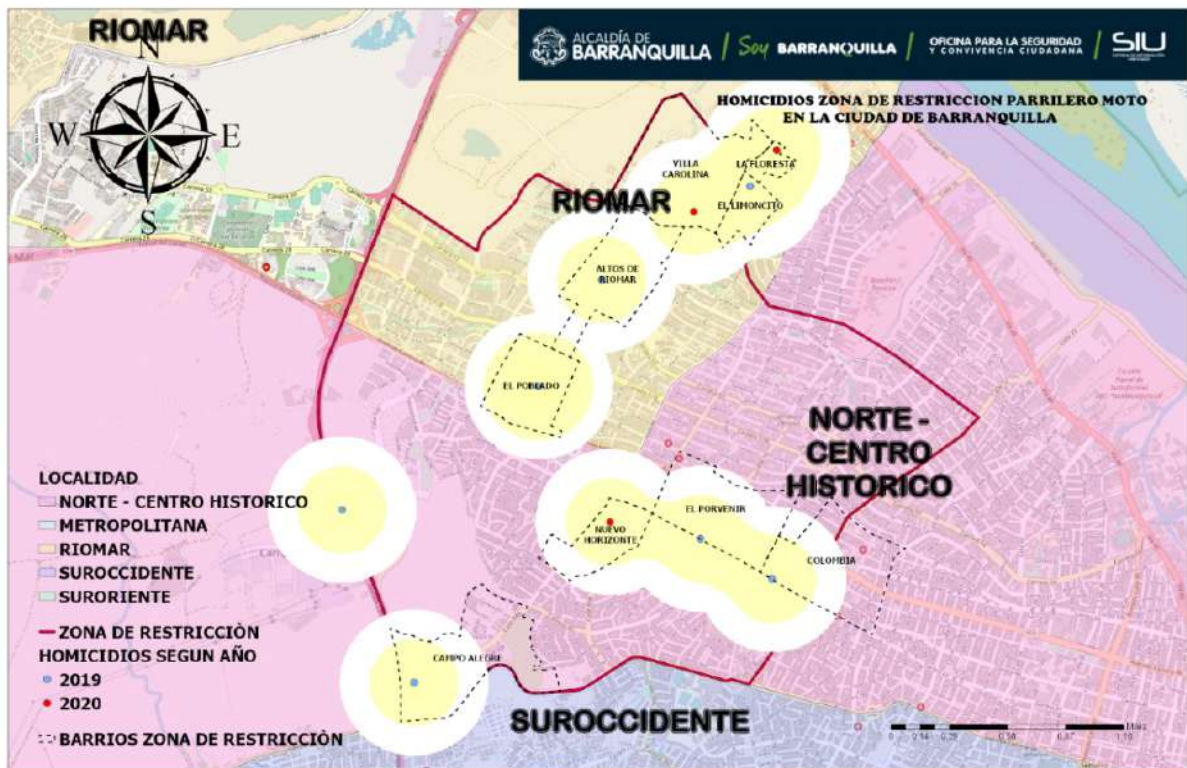 RIOMAR
N
W
E
S
ALCALDÍA DE
BARRANQUILLA
Soy BARRANQUILLA
OFICINA PARA LA SEGURIDAD
Y CONVIVENCIA CIUDADANA
SIU
HOMICIDIOS ZONA DE RESTRICCION PARRILERO MOTO
EN LA CIUDAD DE BARRANQUILLA
VILLA
CAROLINA
LA FLORESTA
EL LIMONCITO
RIOMAR
ALTOS DE
RIOMAR
EL POBLADO
NORTE -
CENTRO
HISTORICO
EL PORVENIR
NUEVO
HORIZONTE
COLOMBIA
CAMPO ALEGRE
SUROCCIDENTE
LOCALIDAD
NORTE - CENTRO HISTORICO
METROPOLITANA
RIOMAR
SUROCCIDENTE
SURORIENTE
ZONA DE RESTRICCIÒN
HOMICIDIOS SEGUN AÑO
2019
2020
BARRIOS ZONA DE RESTRICCIÒN
Miles